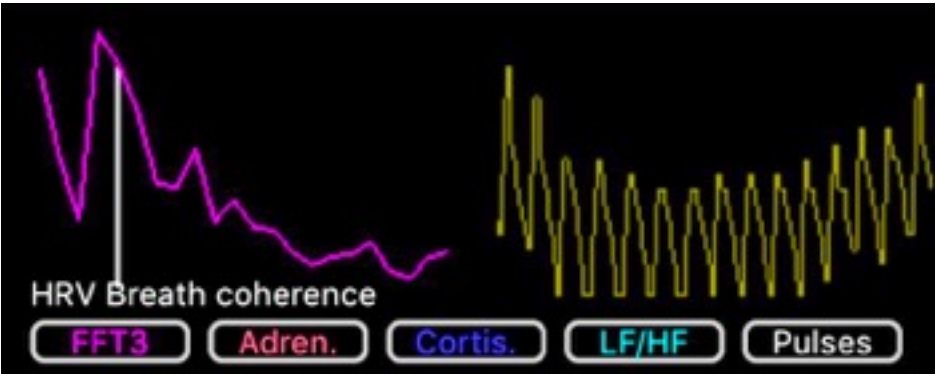 HRV Breath coherence
FFT3 Adren. Cortis. LF/HF Pulses